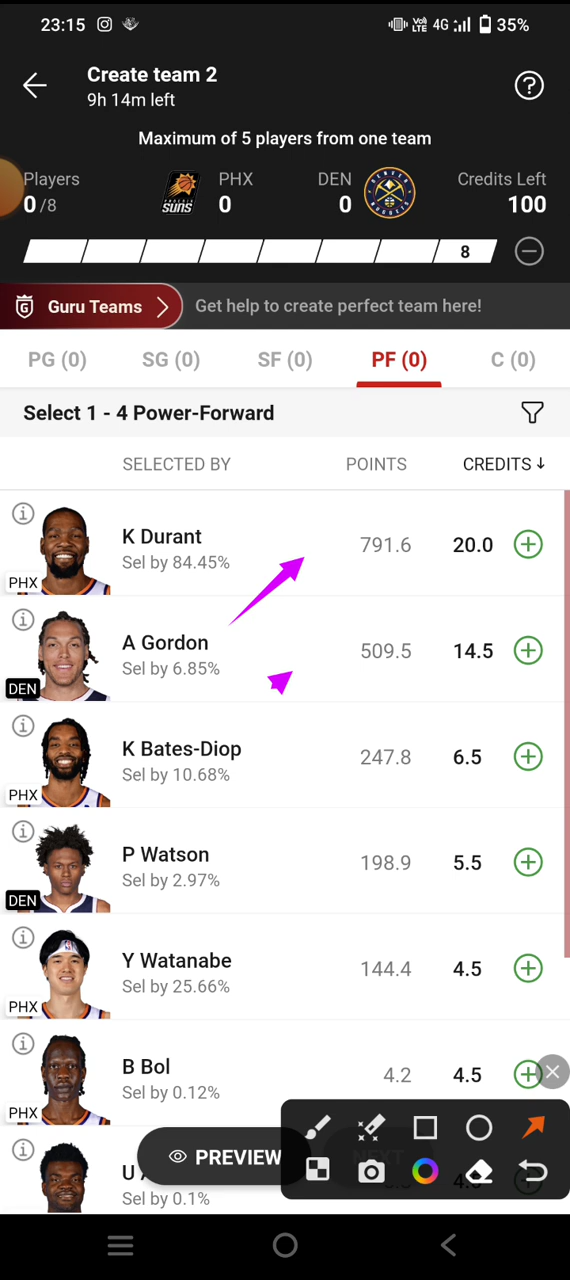 23:15 Vo) LTE 4G 35%
Create team 2
9h 14m left
Maximum of 5 players from one team
Players PHX DEN Credits Left
0 /8 SUNS 0 0 100
8
Guru Teams Get help to create perfect team here!
PG (0) SG (0) SF (0) PF (0) C (0)
Select 1 - 4 Power-Forward
SELECTED BY POINTS CREDITS
K Durant 791.6 20.0
Sel by 84.45%
PHX
A Gordon 509.5 14.5
Sel by 6.85%
DEN
K Bates-Diop 247.8 6.5
Sel by 10.68%
PHX
P Watson 198.9 5.5
Sel by 2.97%
DEN
Y Watanabe 144.4 4.5
Sel by 25.66%
PHX
B Bol 4.2 4.5
Sel by 0.12%
PHX
PREVIEW NEXT
U
Sel by 0.1%